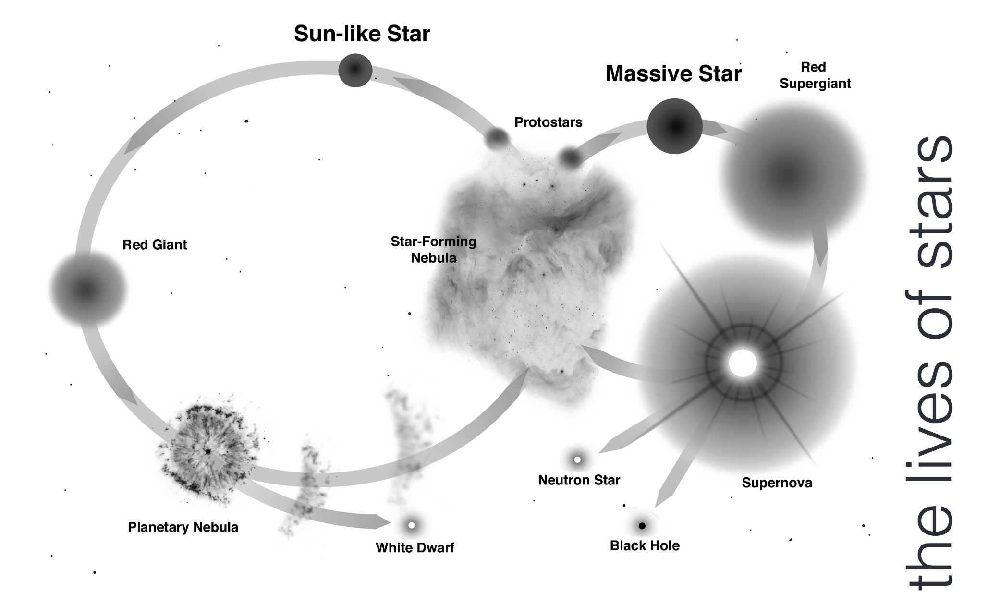 Sun-like Star
Massive Star
Red
Supergiant
Protostars
Red Giant
Star-Forming
Nebula
Neutron Star
Supernova
Planetary Nebula
White Dwarf
Black Hole
the lives of stars